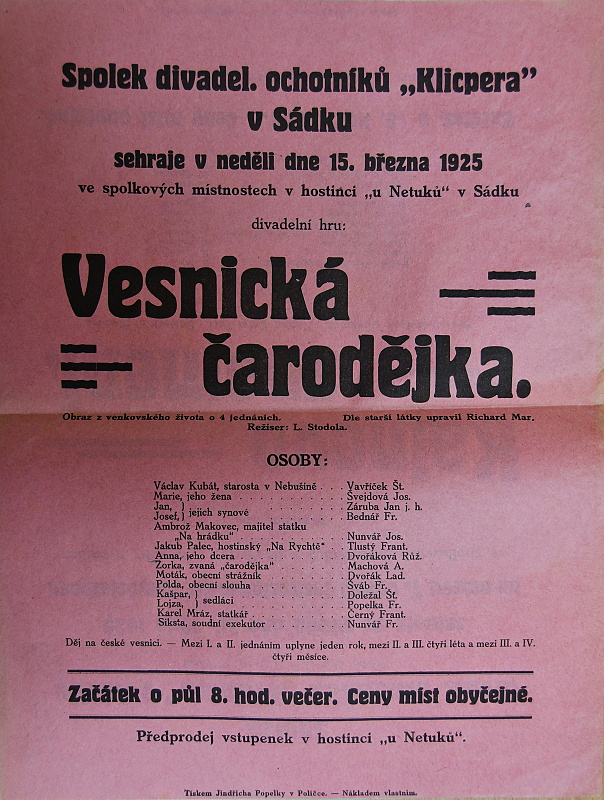 Spolek divadel. ochotníků „Klicpera”
v Sádku
sehraje v neděli dne 15. března 1925
ve spolkových místnostech v hostinci „u Netuků“ v Sádku
divadelní hru:
Vesnická
čarodějka.
Obraz z venkovského života o 4 jednáních. Dle starší látky upravil Richard Mar.
Režiser: L. Stodola.
OSOBY:
Václav Kubát, starosta v Nebušině . . . Vavříček Št.
Marie, jeho žena . . . . . . . . . . Švejdová Jos.
Jan, } jejich synové . . . . . . . . Záruba Jan j. h.
Josef, } . . . . . . . . Bednář Fr.
Ambrož Makovec, majitel statku
„Na hrádku“ . . . . . . . . . . Nunvář Jos.
Jakub Palec, hostinský „Na Rychtě“ . . Tlustý Frant.
Anna, jeho dcera . . . . . . . . . . Dvořáková Růž.
Zorka, zvaná „čarodějka“ . . . . . . Machová A.
Moták, obecní strážník . . . . . . . Dvořák Lad.
Polda, obecní slouha . . . . . . . . Šváb Fr.
Kašpar, } sedláci . . . . . . . . . Doležal Št.
Lojza, } . . . . . . . . . Popelka Fr.
Karel Mráz, statkář . . . . . . . . . Černý Frant.
Siksta, soudní exekutor . . . . . . . Nunvář Fr.
Děj na české vesnici. — Mezi I. a II. jednáním uplyne jeden rok, mezi II. a III. čtyři léta a mezi III. a IV.
čtyři měsíce.
Začátek o půl 8. hod. večer. Ceny míst obyčejné.
Předprodej vstupenek v hostinci „u Netuků“.
Tiskem Jindřicha Popelky v Poličce. — Nákladem vlastním.